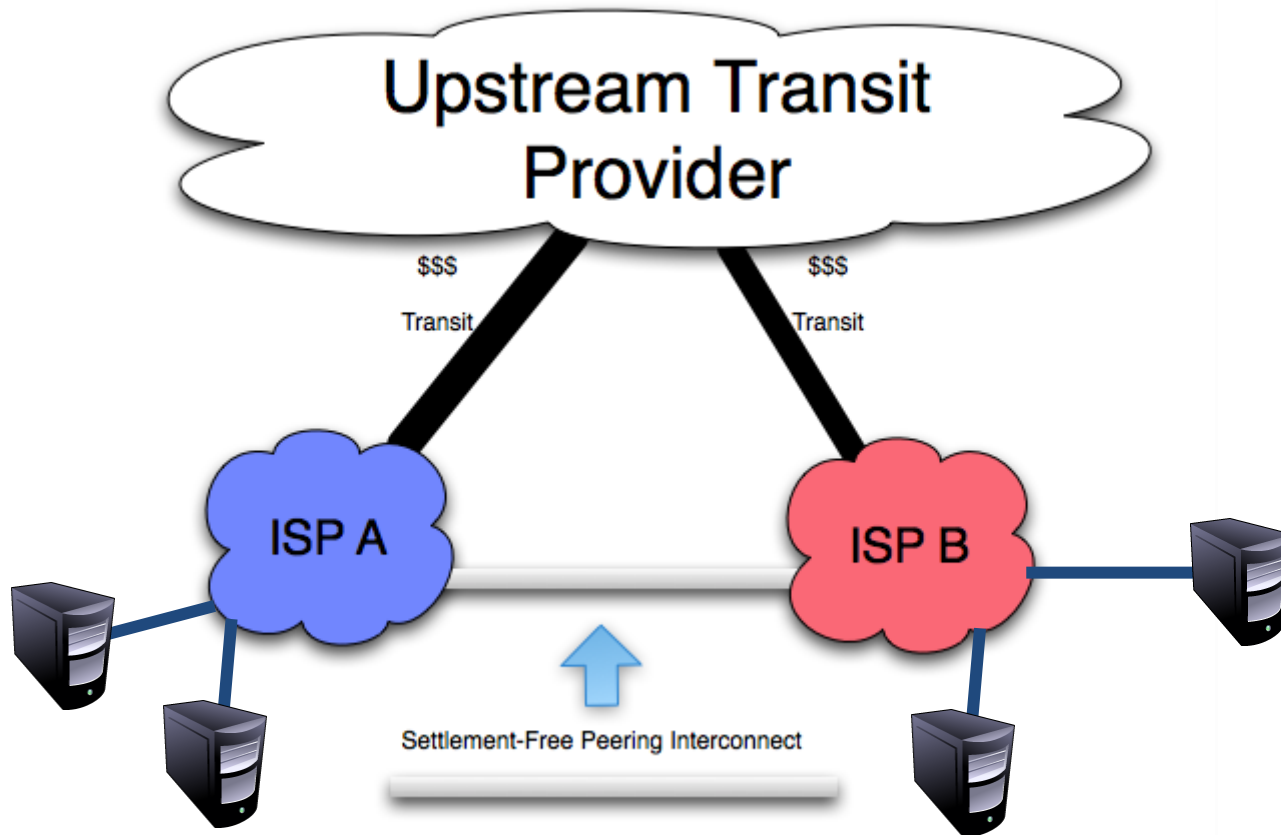 Upstream Transit
Provider
$$$
$$$
Transit
Transit
ISP A
ISP B
Settlement-Free Peering Interconnect